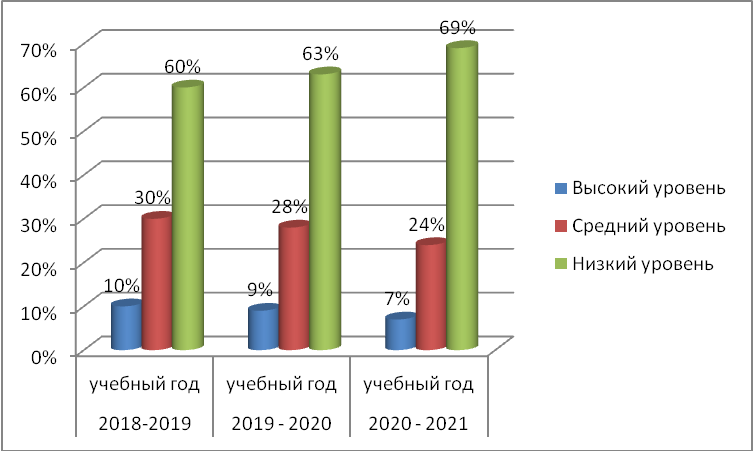 70%
60%
50%
40%
30%
20%
10%
0%
10%
30%
60%
9%
28%
63%
7%
24%
69%
учебный год
учебный год
учебный год
2018-2019
2019 - 2020
2020 - 2021
Высокий уровень
Средний уровень
Низкий уровень